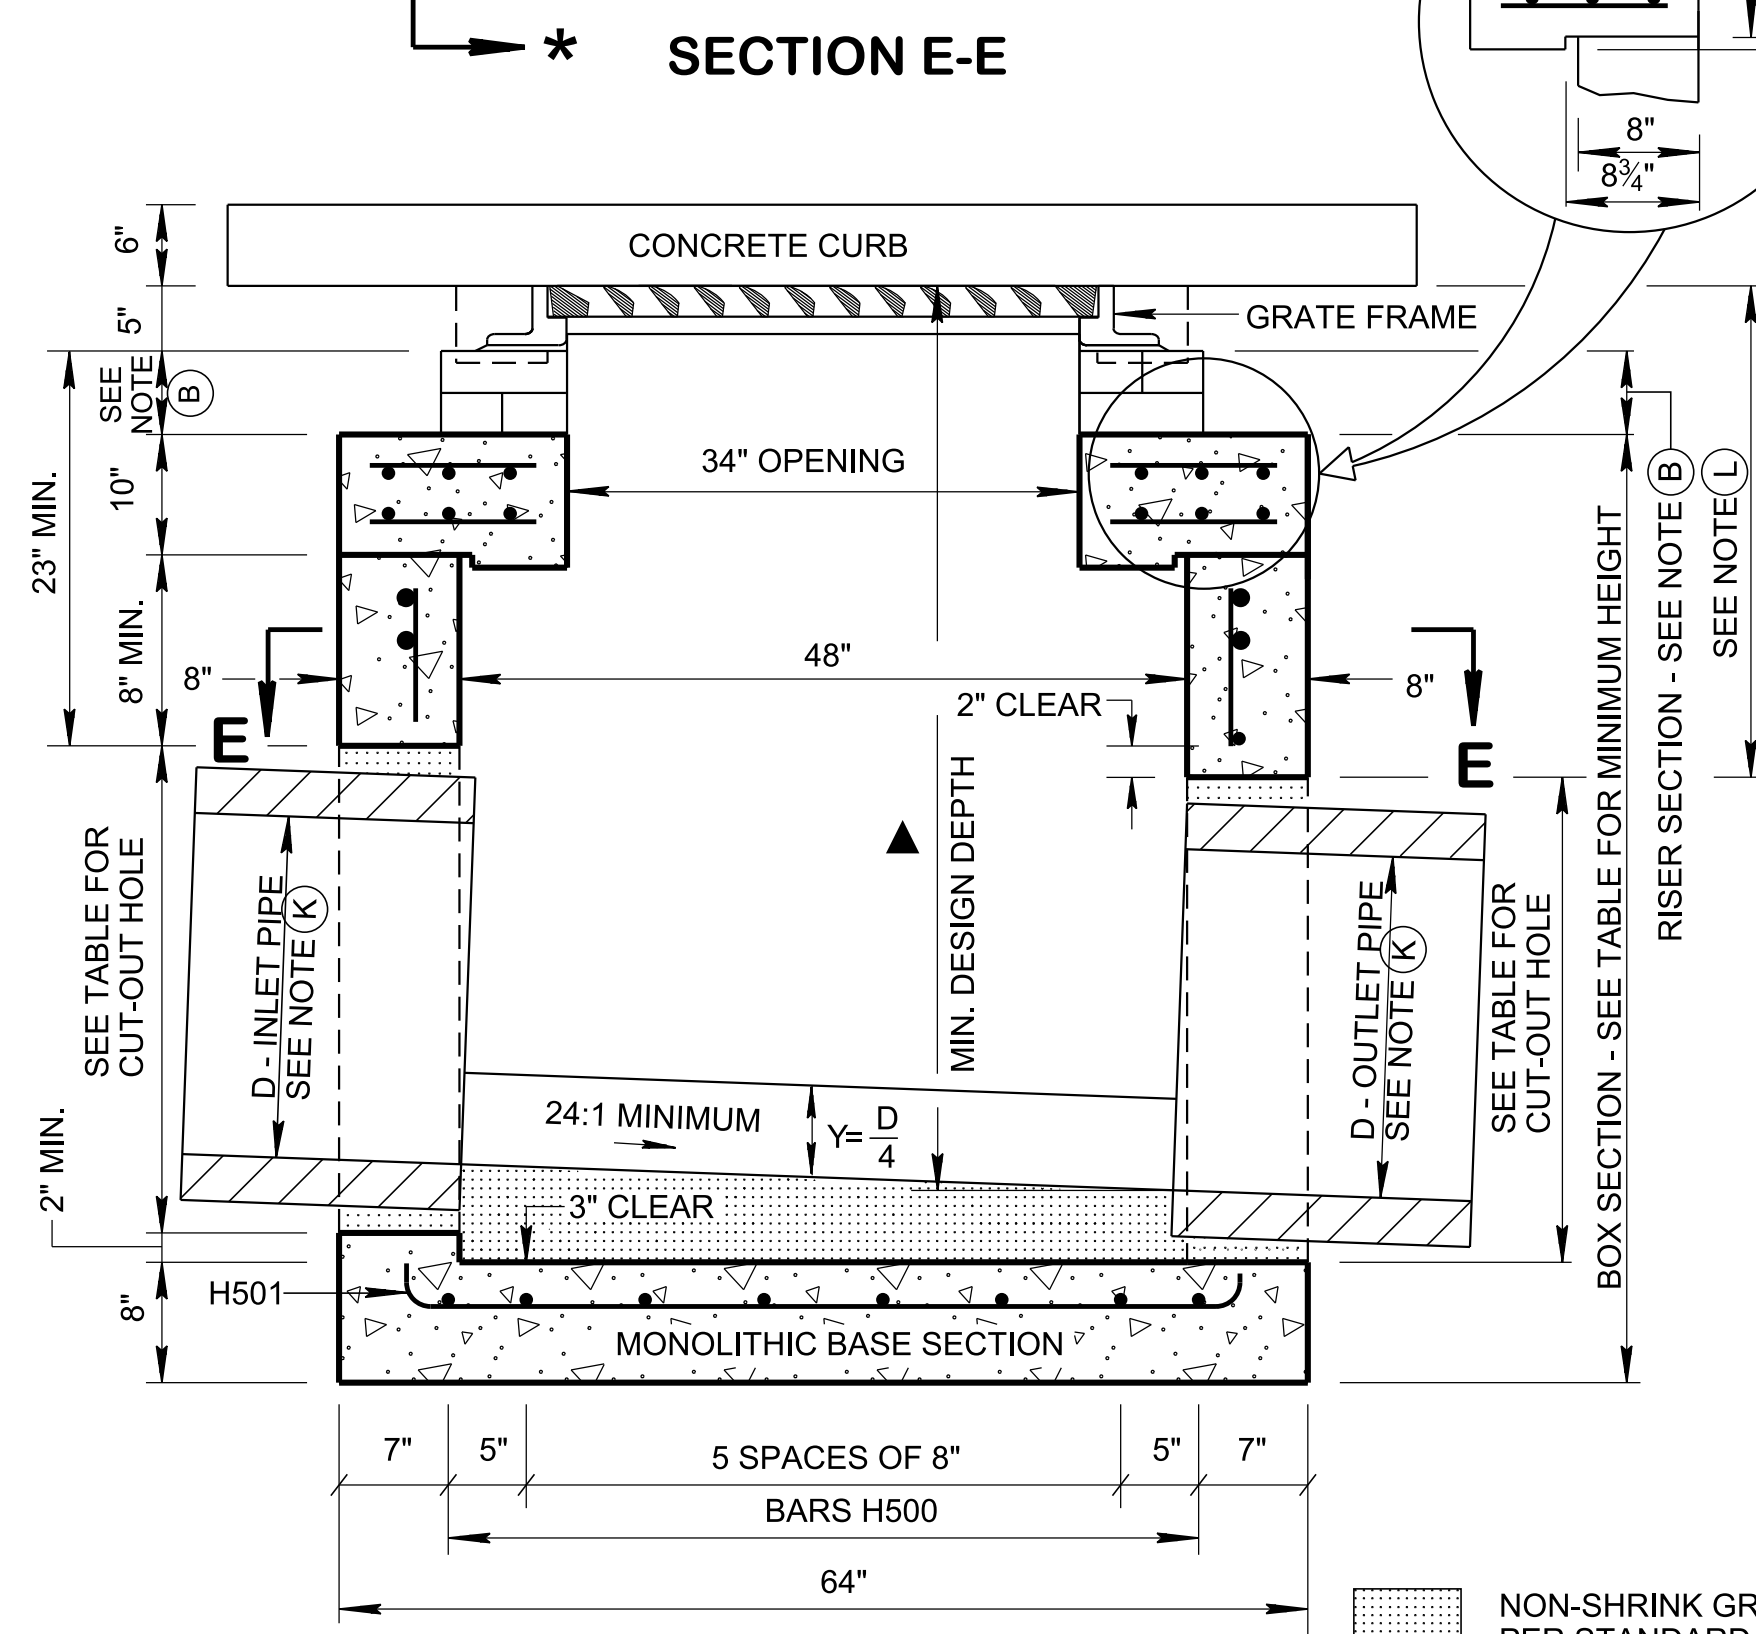 *
SECTION E-E
8"
8¾"
6"
CONCRETE CURB
5"
GRATE FRAME
SEE
NOTE
B
23" MIN.
10"
34" OPENING
8" MIN.
8"
48"
8"
2" CLEAR
E
E
MIN. DESIGN DEPTH
SEE TABLE FOR
CUT-OUT HOLE
D - INLET PIPE
SEE NOTE K
D - OUTLET PIPE
SEE NOTE K
SEE TABLE FOR
CUT-OUT HOLE
BOX SECTION - SEE TABLE FOR MINIMUM HEIGHT
RISER SECTION - SEE NOTE B
SEE NOTE L
24:1 MINIMUM
Y= D
4
2" MIN.
3" CLEAR
H501
8"
MONOLITHIC BASE SECTION
7"
5"
5 SPACES OF 8"
5"
7"
BARS H500
64"
NON-SHRINK GR
PER STANDARD